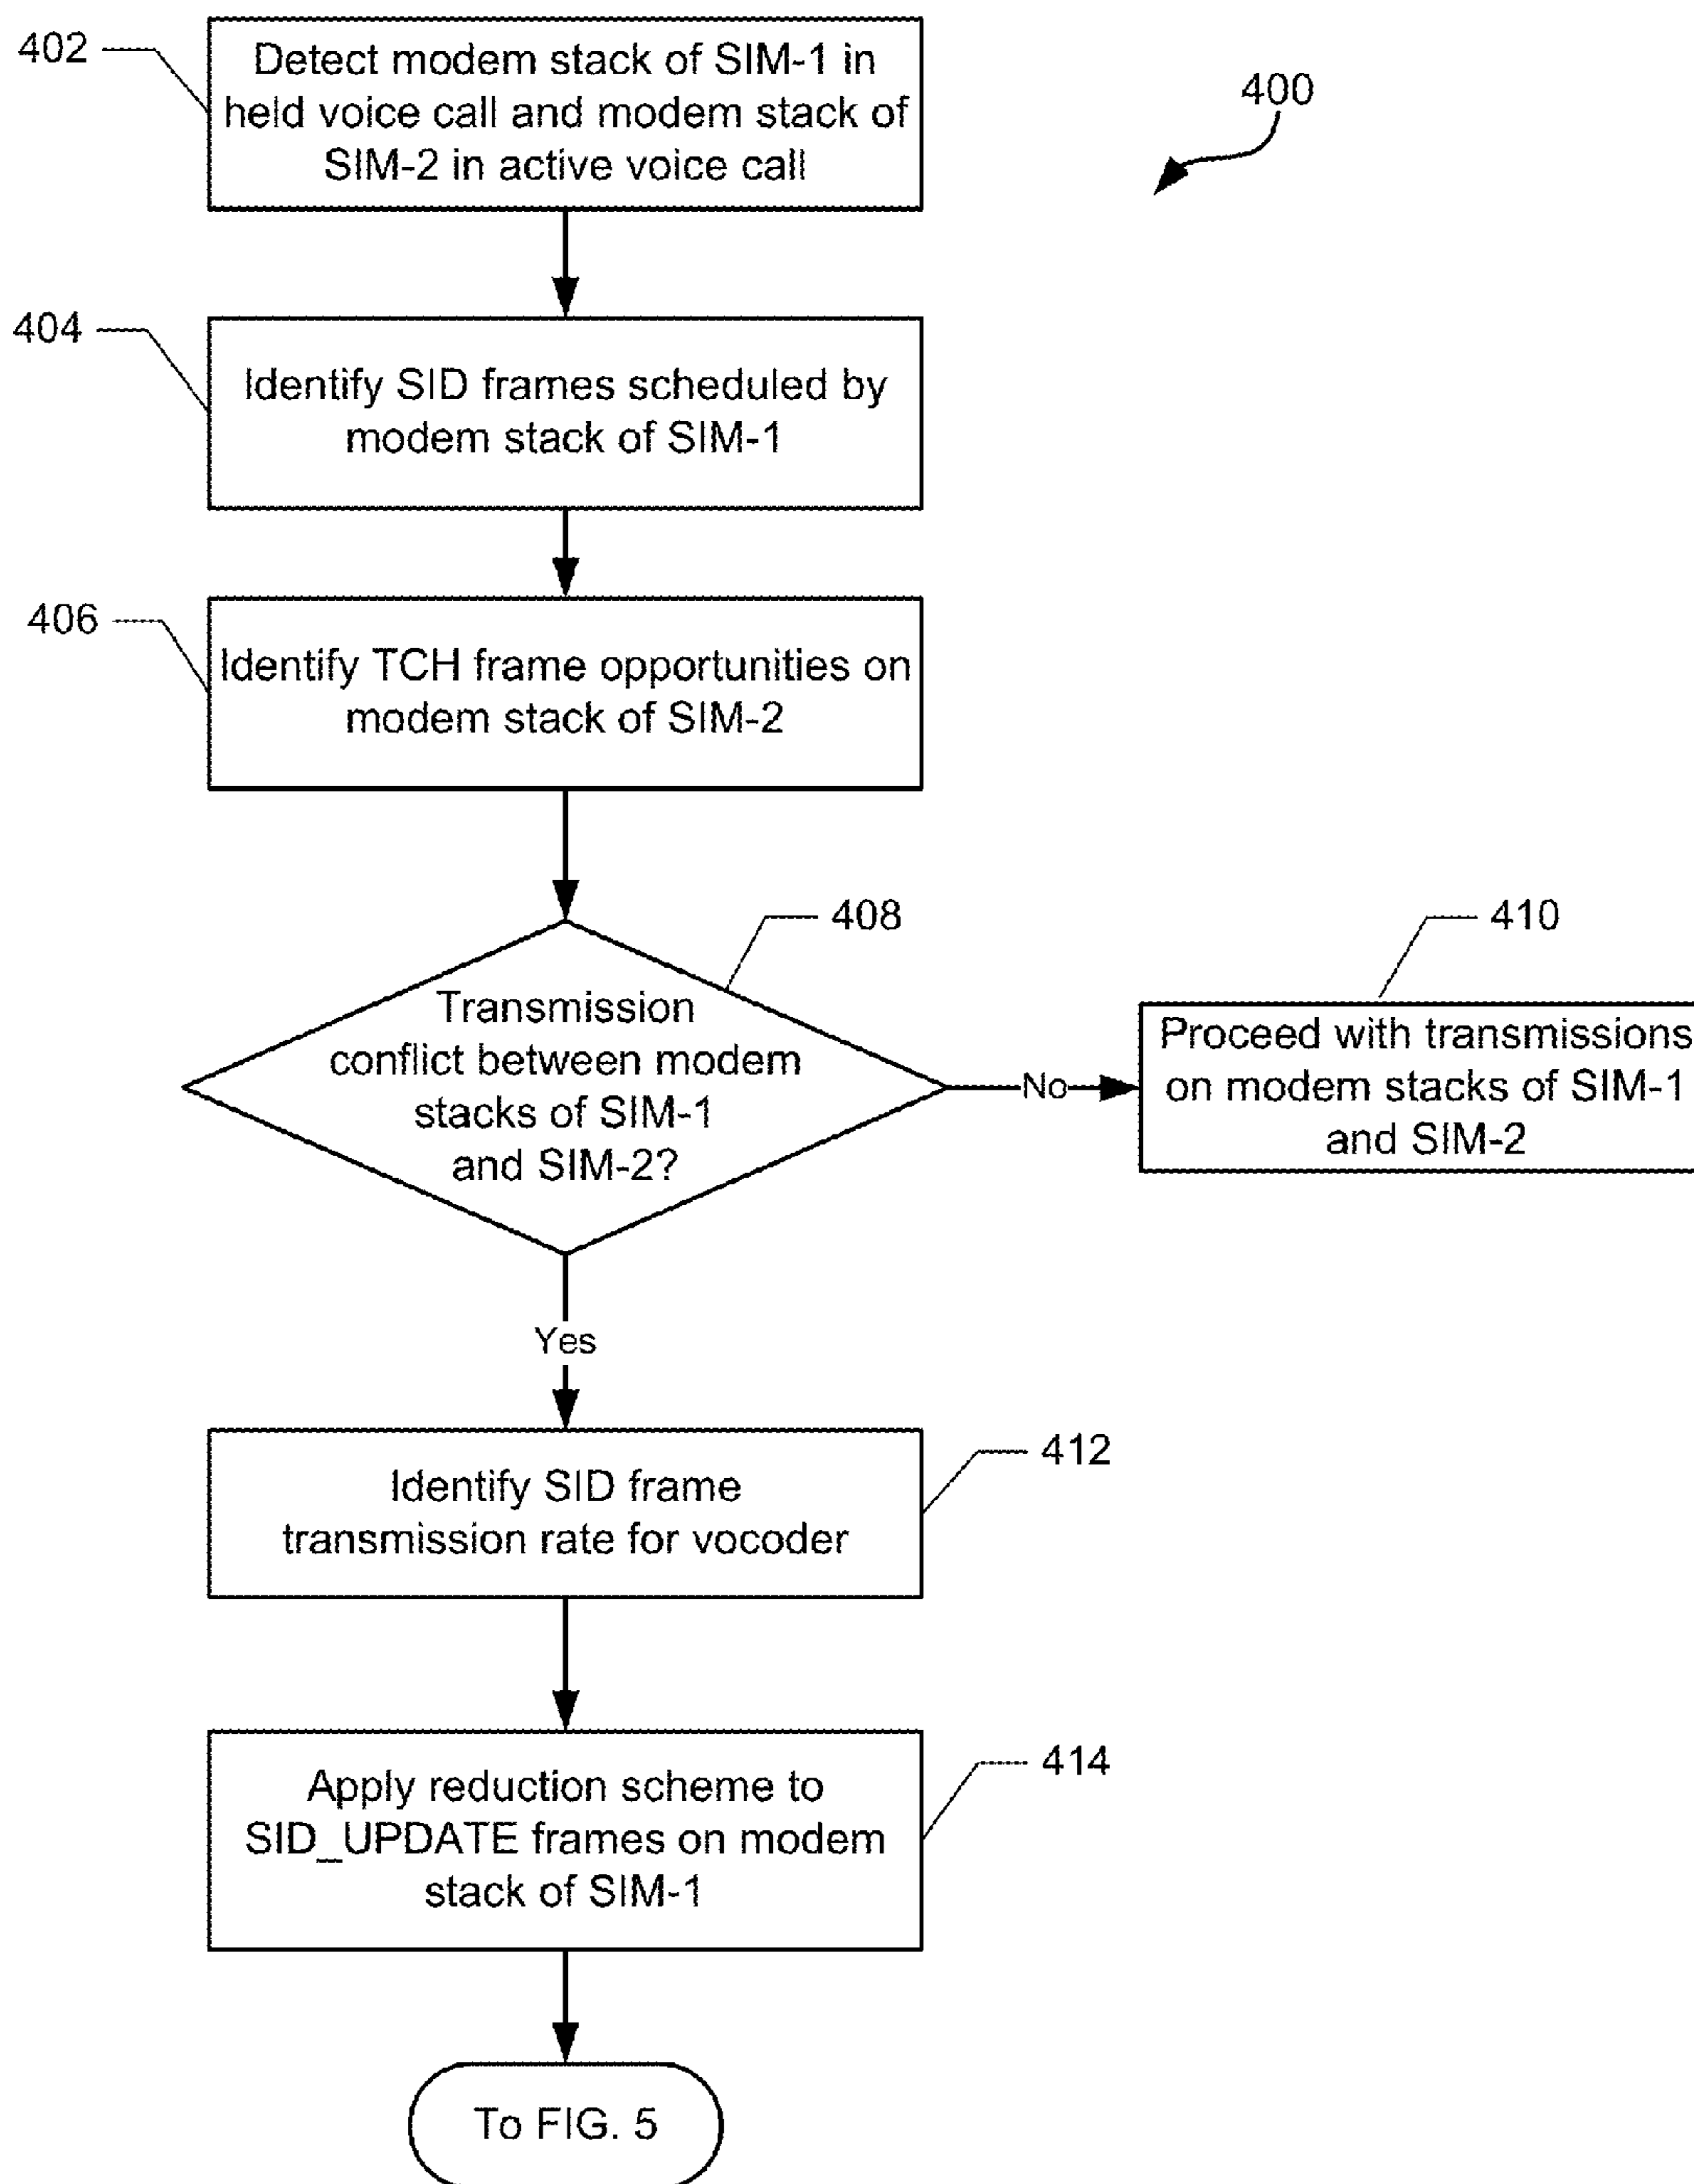 402
Detect modem stack of SIM-1 in
held voice call and modem stack of
SIM-2 in active voice call
400
404
Identify SID frames scheduled by
modem stack of SIM-1
406
Identify TCH frame opportunities on
modem stack of SIM-2
408
Transmission
conflict between modem
stacks of SIM-1
and SIM-2?
No
410
Proceed with transmissions
on modem stacks of SIM-1
and SIM-2
Yes
412
Identify SID frame
transmission rate for vocoder
414
Apply reduction scheme to
SID_UPDATE frames on modem
stack of SIM-1
To FIG. 5